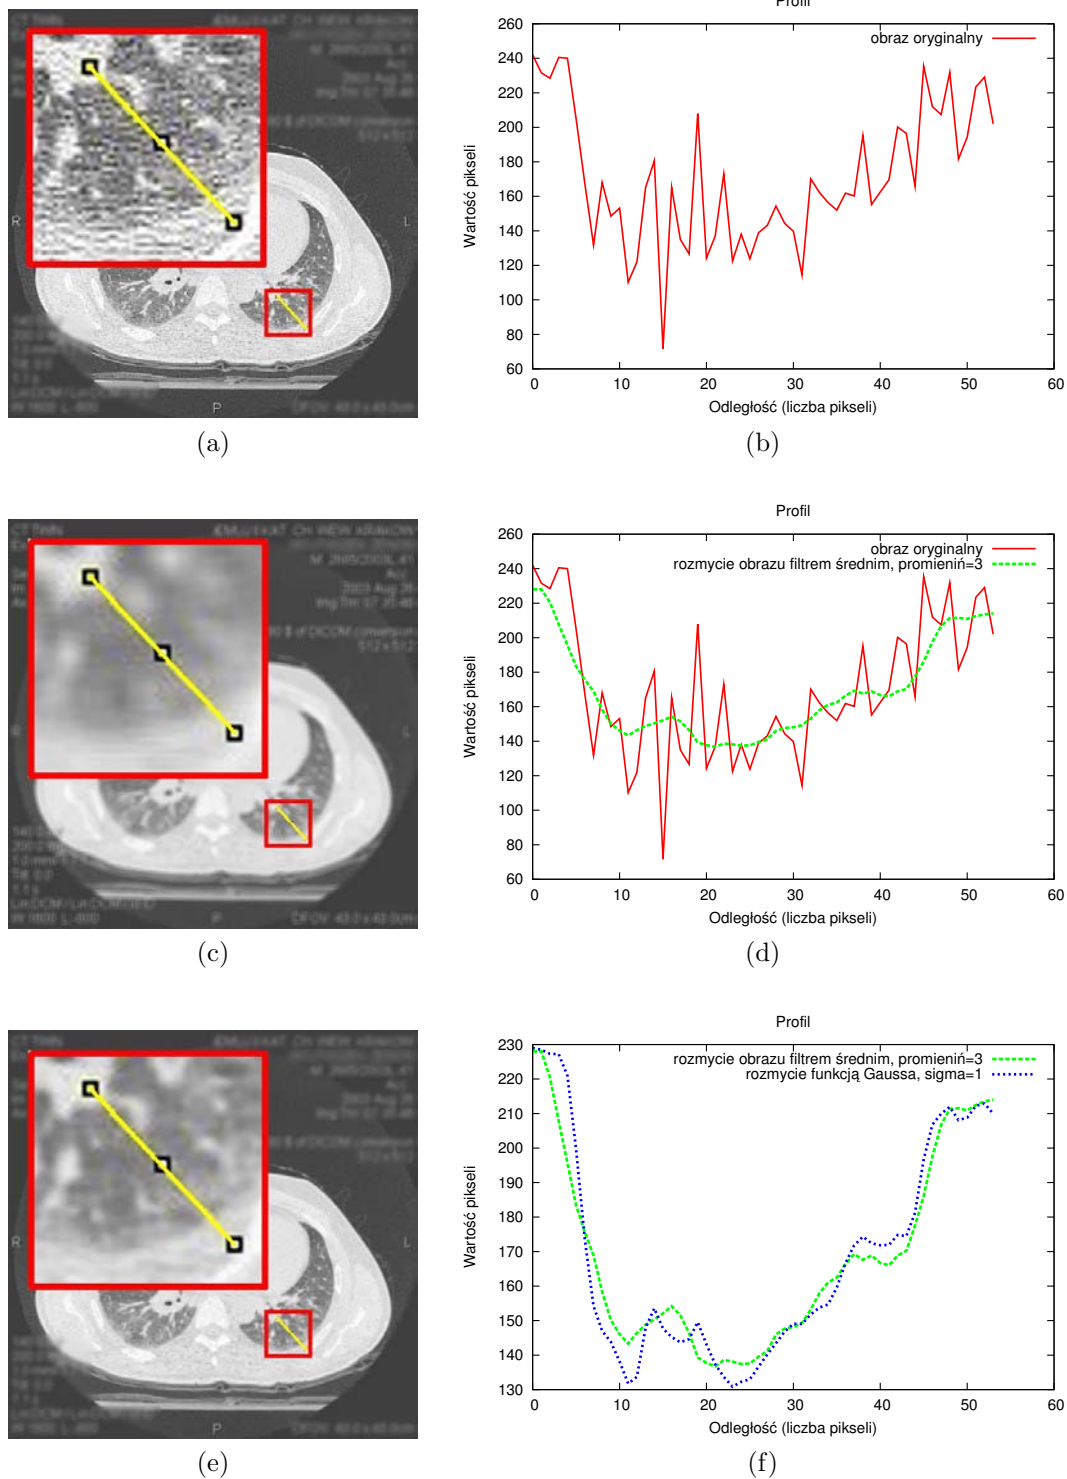 Profil
260
240
220
200
180
160
140
120
100
80
60
0 10 20 30 40 50 60
Wartość pikseli
Odległość (liczba pikseli)
obraz oryginalny
R
L
P
(a)
(b)
Profil
260
240
220
200
180
160
140
120
100
80
60
0 10 20 30 40 50 60
Wartość pikseli
Odległość (liczba pikseli)
obraz oryginalny
rozmycie obrazu filtrem średnim, promieniń=3
(c)
(d)
Profil
230
220
210
200
190
180
170
160
150
140
130
0 10 20 30 40 50 60
Wartość pikseli
Odległość (liczba pikseli)
rozmycie obrazu filtrem średnim, promieniń=3
rozmycie funkcją Gaussa, sigma=1
R
L
P
(e)
(f)